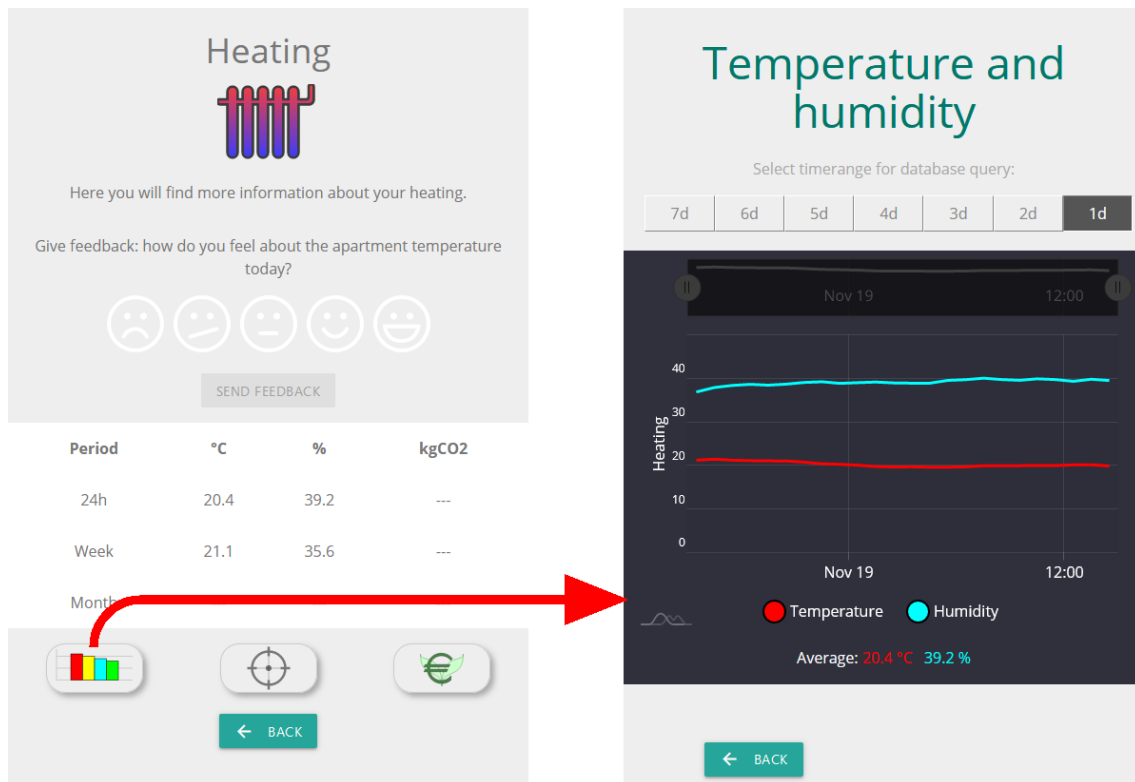 Heating
Here you will find more information about your heating.
Give feedback: how do you feel about the apartment temperature
today?
SEND FEEDBACK
Period °C % kgCO2
24h 20.4 39.2 ---
Week 21.1 35.6 ---
Month
BACK
Temperature and
humidity
Select timerange for database query:
7d 6d 5d 4d 3d 2d 1d
Nov 19 12:00
40
30
20
10
0
Heating
Nov 19 12:00
Temperature Humidity
Average: 20.4 °C 39.2 %
BACK